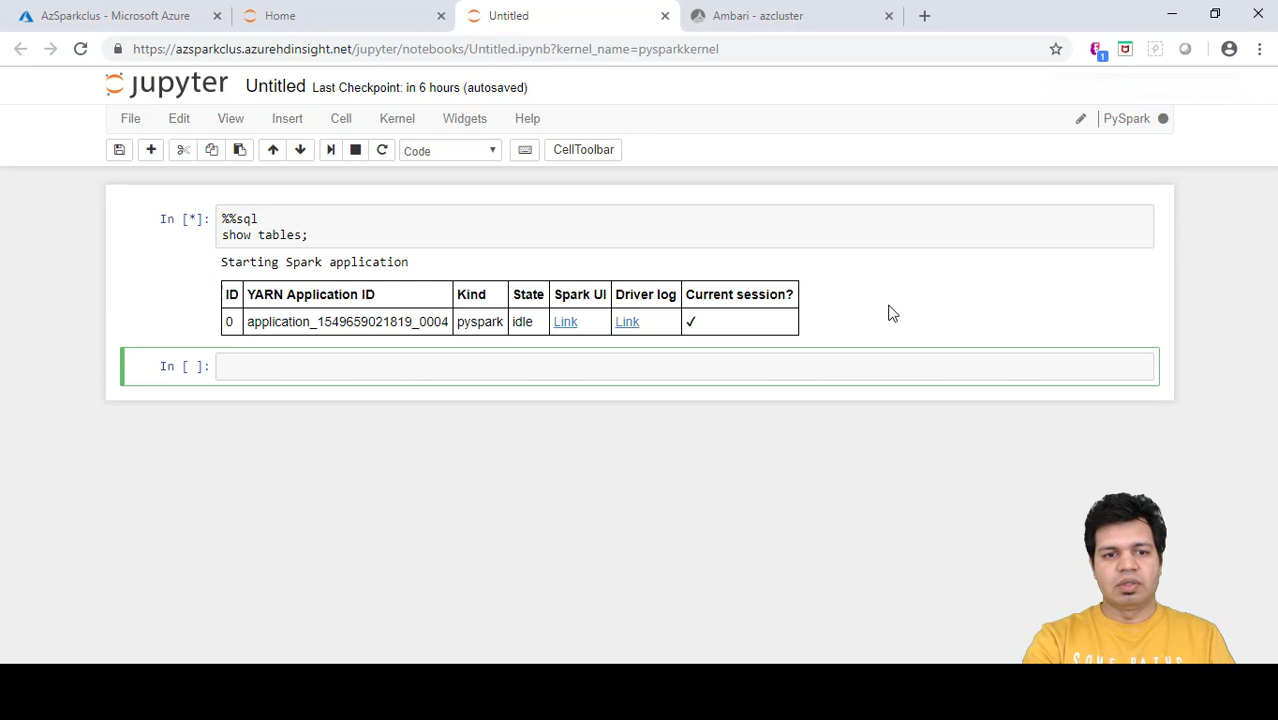 AzSparkclus - Microsoft Azure
Home
Untitled
Ambari - azcluster
https://azsparkclus.azurehdinsight.net/jupyter/notebooks/Untitled.ipynb?kernel_name=pysparkkernel
1
jupyter Untitled Last Checkpoint: in 6 hours (autosaved)
File Edit View Insert Cell Kernel Widgets Help PySpark
Code CellToolbar
In [*]: %%sql
show tables;
Starting Spark application
ID YARN Application ID Kind State Spark UI Driver log Current session?
0 application_1549659021819_0004 pyspark idle Link Link ✓
In [ ]: